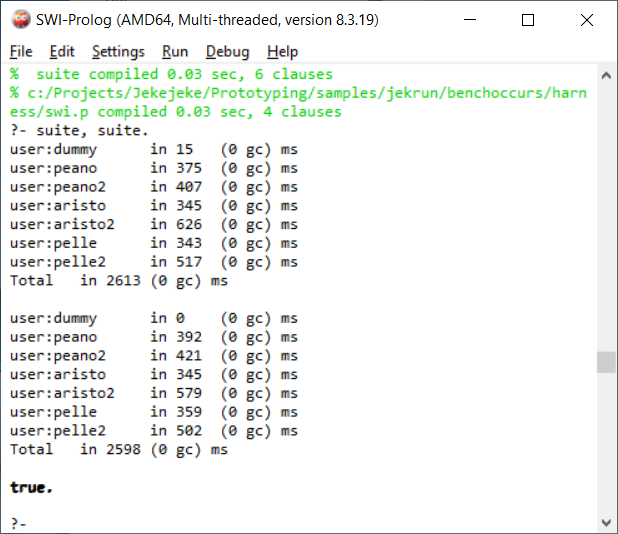 SWI-Prolog (AMD64, Multi-threaded, version 8.3.19)
File Edit Settings Run Debug Help
%  suite compiled 0.03 sec, 6 clauses
% c:/Projects/Jekejeke/Prototyping/samples/jekrun/benchoccurs/harn
ess/swi.p compiled 0.03 sec, 4 clauses
?- suite, suite.
user:dummy      in 15   (0 gc) ms
user:peano      in 375  (0 gc) ms
user:peano2     in 407  (0 gc) ms
user:aristo     in 345  (0 gc) ms
user:aristo2    in 626  (0 gc) ms
user:pelle      in 343  (0 gc) ms
user:pelle2     in 517  (0 gc) ms
Total   in 2613 (0 gc) ms
user:dummy      in 0    (0 gc) ms
user:peano      in 392  (0 gc) ms
user:peano2     in 421  (0 gc) ms
user:aristo     in 345  (0 gc) ms
user:aristo2    in 579  (0 gc) ms
user:pelle      in 359  (0 gc) ms
user:pelle2     in 502  (0 gc) ms
Total   in 2598 (0 gc) ms
true.
?-